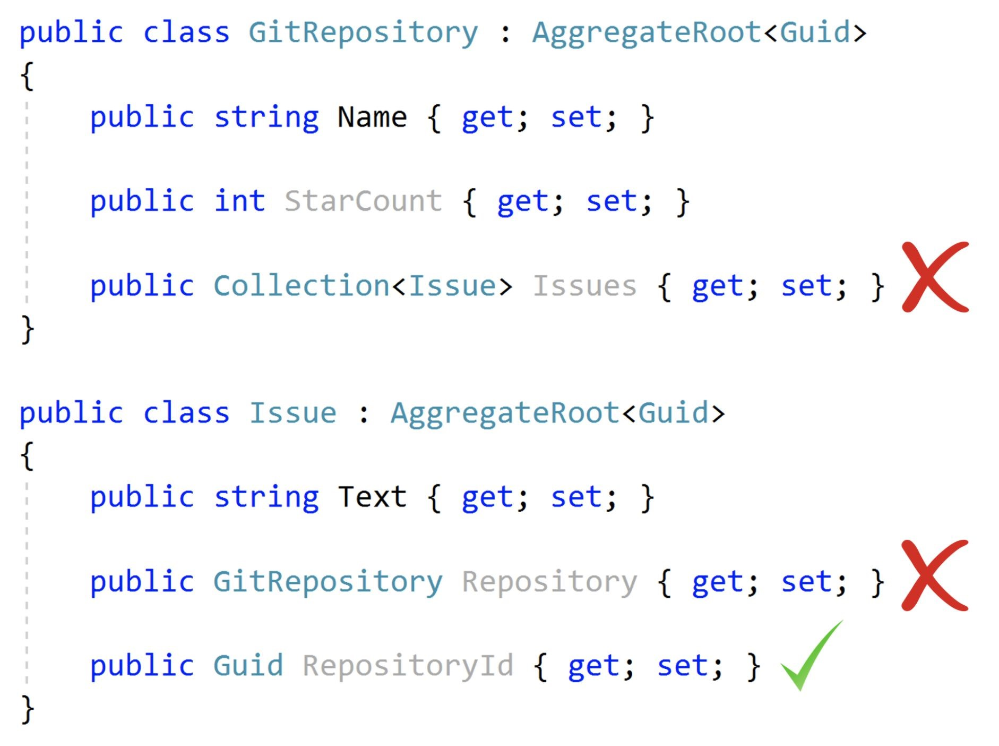 public class GitRepository : AggregateRoot<Guid>
{
    public string Name { get; set; }
    public int StarCount { get; set; }
    public Collection<Issue> Issues { get; set; }
}
public class Issue : AggregateRoot<Guid>
{
    public string Text { get; set; }
    public GitRepository Repository { get; set; }
    public Guid RepositoryId { get; set; }
}